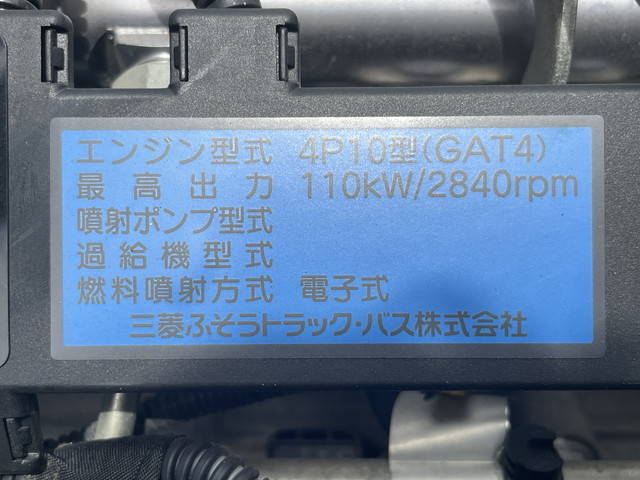 エンジン型式 4P10型(GAT4)
最高出力 110kW/2840rpm
噴射ポンプ型式
過給機型式
燃料噴射方式 電子式
三菱ふそうトラック・バス株式会社